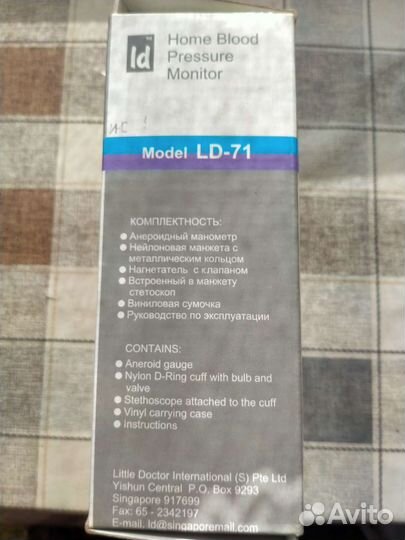 ld
Home Blood
Pressure
Monitor
Model LD-71
КОМПЛЕКТНОСТЬ:
● Анероидный манометр
● Нейлоновая манжета с
металлическим кольцом
● Нагнетатель с клапаном
● Встроенный в манжету
стетоскоп
● Виниловая сумочка
● Руководство по эксплуатации
CONTAINS:
● Aneroid gauge
● Nylon D-Ring cuff with bulb and
valve
● Stethoscope attached to the cuff
● Vinyl carrying case
● Instructions
Little Doctor International (S) Pte Ltd
Yishun Central P.O. Box 9293
Singapore 917699
Fax: 65 - 2342197
E-mail. ld@singaporemail.com
Avito